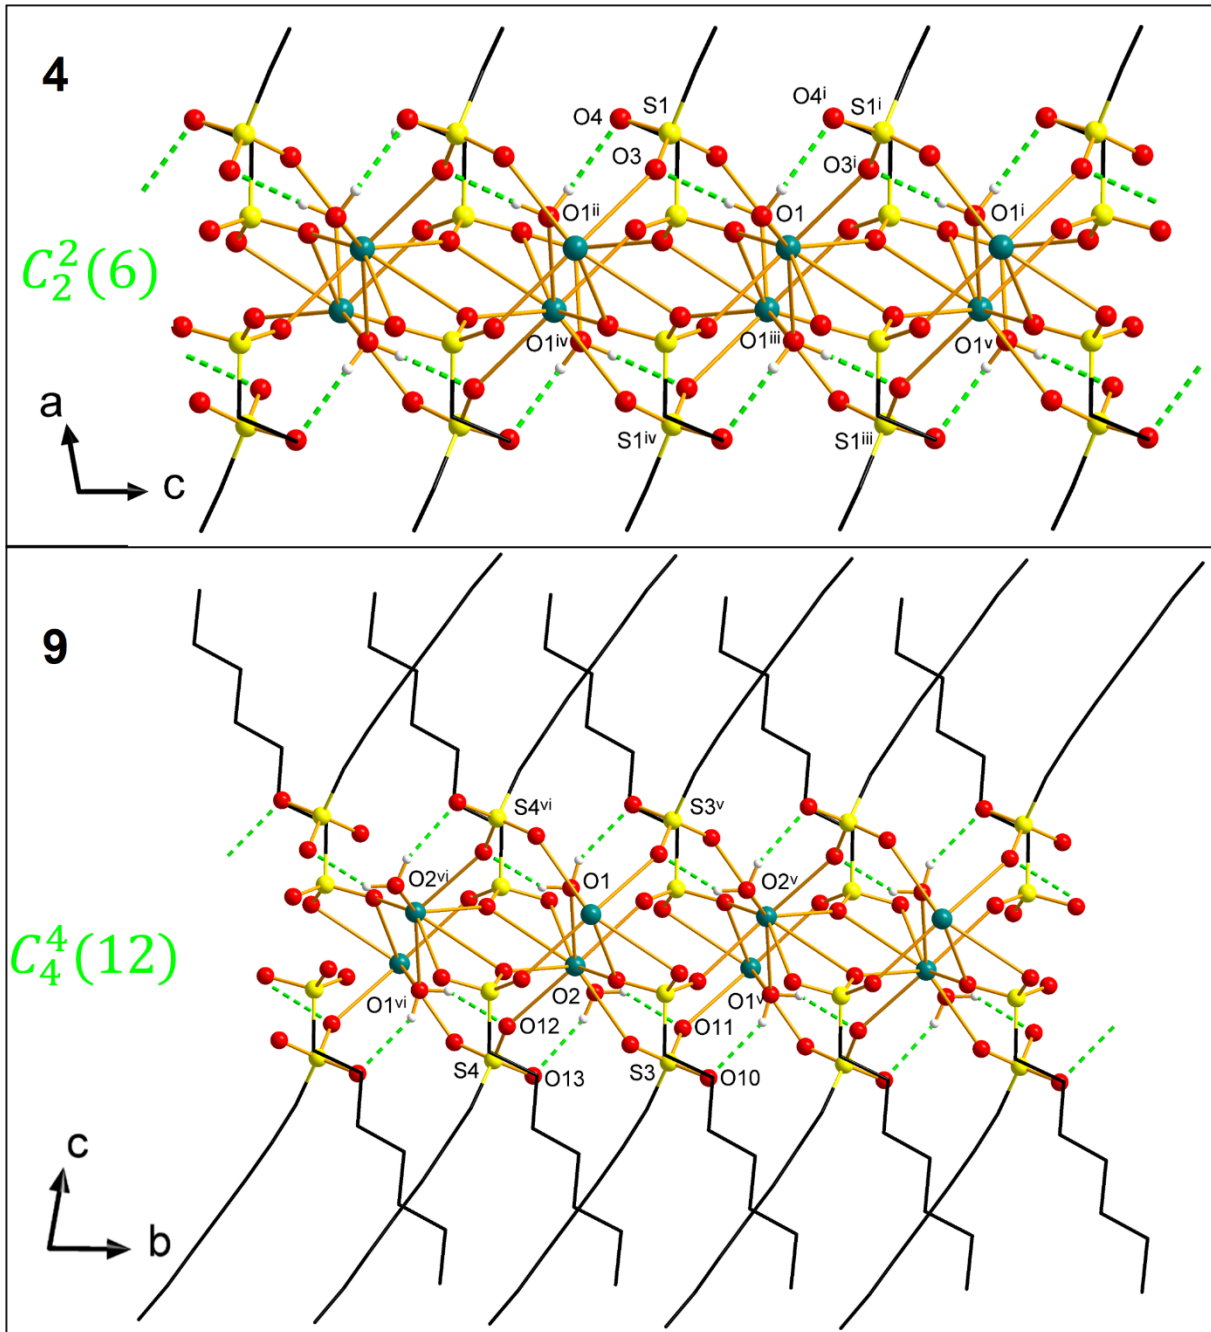 4
O4 S1 O4ⁱ S1ⁱ
O3 O3ⁱ
O1ⁱⁱ O1 O1ⁱ
C₂²(6)
O1ⁱᵛ O1ⁱⁱⁱ O1ᵛ
S1ⁱᵛ S1ⁱⁱⁱ
a
c
9
S4ᵛⁱ S3ᵛ
O2ᵛⁱ O1 O2ᵛ
C₄⁴(12)
O1ᵛⁱ O2 O1ᵛ
O12 O11
S4 O13 S3 O10
c
b